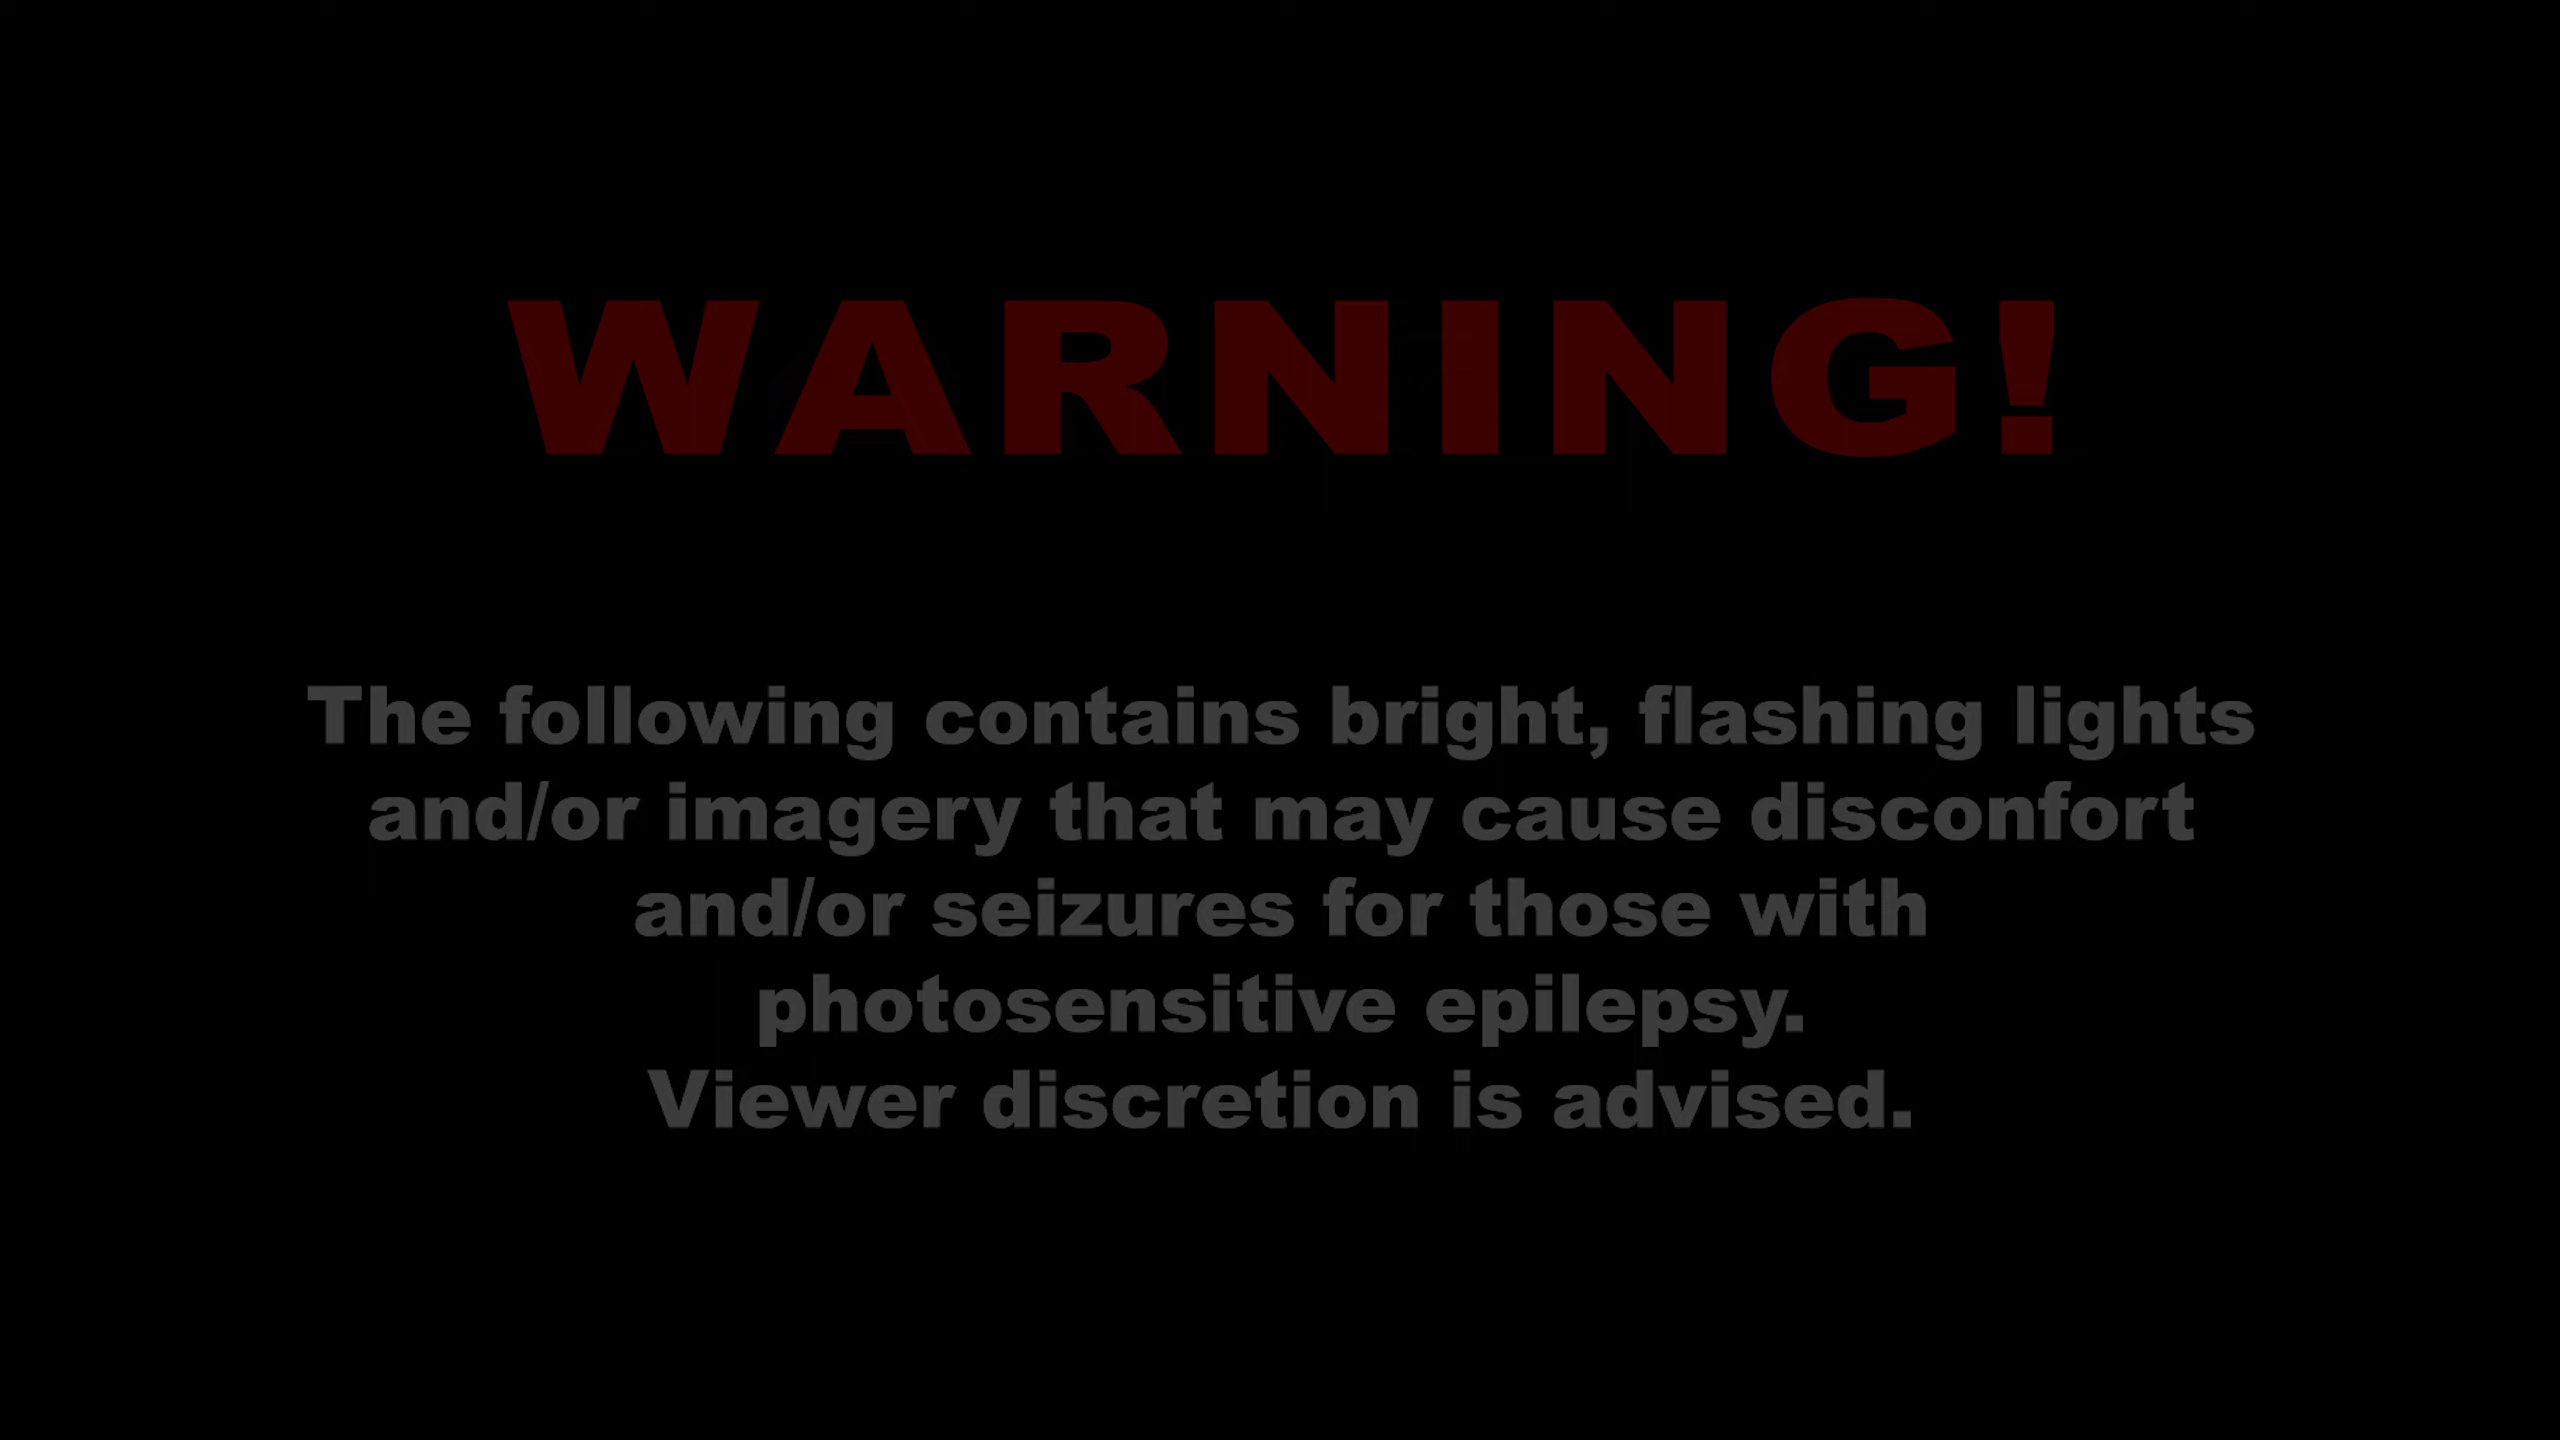 WARNING!
The following contains bright, flashing lights
and/or imagery that may cause disconfort
and/or seizures for those with
photosensitive epilepsy.
Viewer discretion is advised.